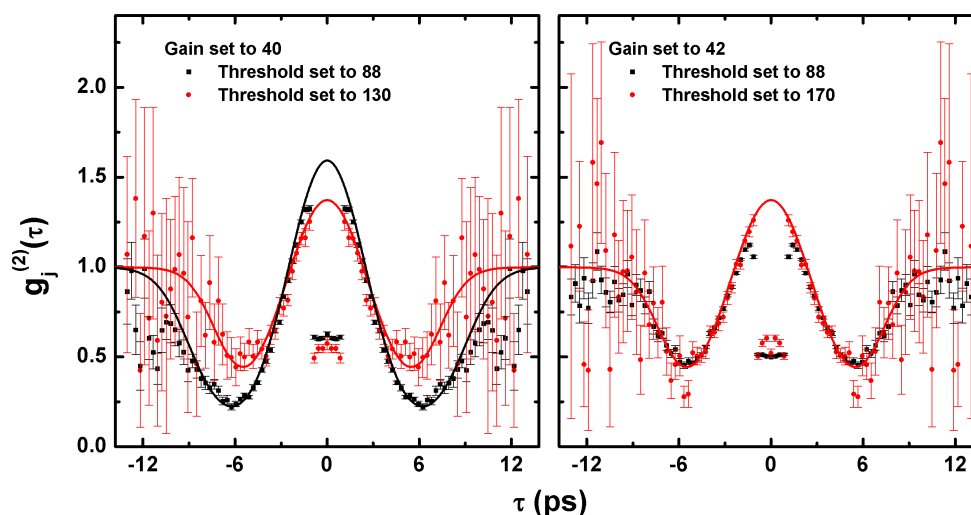 Gain set to 40
Threshold set to 88
Threshold set to 130
Gain set to 42
Threshold set to 88
Threshold set to 170
2.0
1.5
1.0
0.5
0.0
g_j^(2)(τ)
-12 -6 0 6 12
-12 -6 0 6 12
τ (ps)